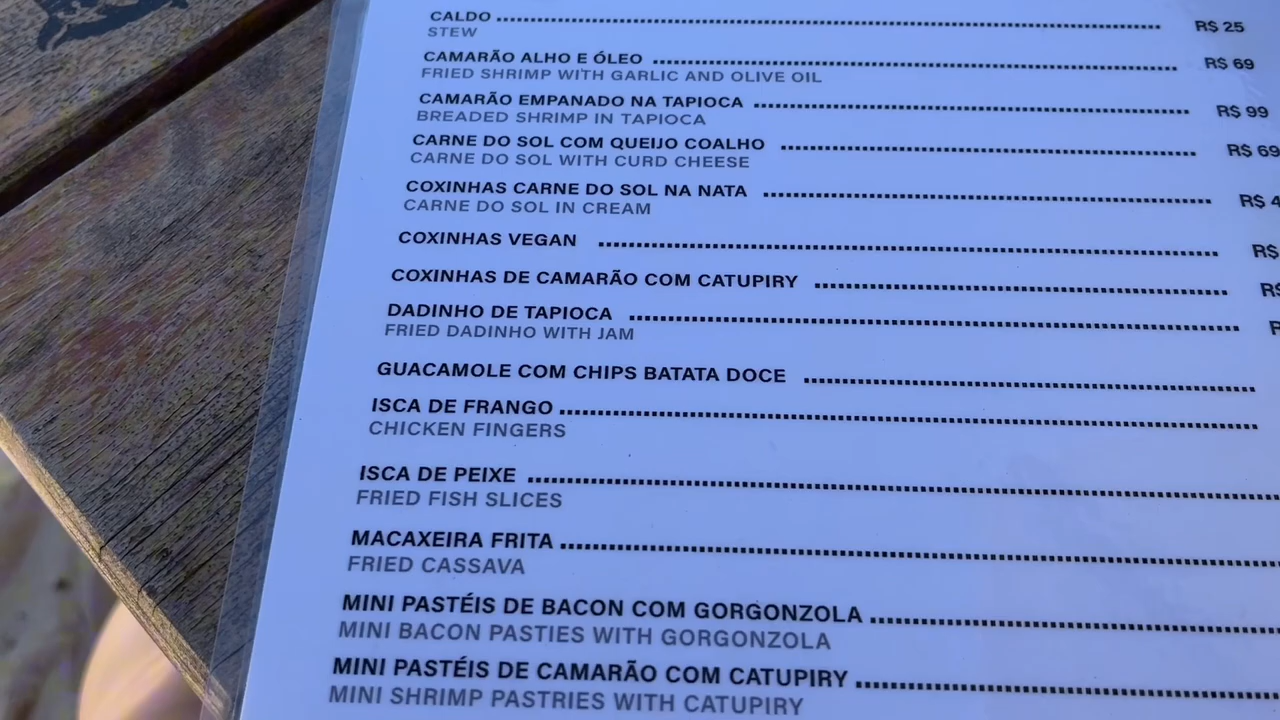 CALDO ........ R$ 25
STEW
CAMARÃO ALHO E ÓLEO ........ R$ 69
FRIED SHRIMP WITH GARLIC AND OLIVE OIL
CAMARÃO EMPANADO NA TAPIOCA ........ R$ 99
BREADED SHRIMP IN TAPIOCA
CARNE DO SOL COM QUEIJO COALHO ........ R$ 69
CARNE DO SOL WITH CURD CHEESE
COXINHAS CARNE DO SOL NA NATA ........ R$ 4
CARNE DO SOL IN CREAM
COXINHAS VEGAN ........ R$
COXINHAS DE CAMARÃO COM CATUPIRY ........ R$
DADINHO DE TAPIOCA ........
FRIED DADINHO WITH JAM
GUACAMOLE COM CHIPS BATATA DOCE ........
ISCA DE FRANGO ........
CHICKEN FINGERS
ISCA DE PEIXE ........
FRIED FISH SLICES
MACAXEIRA FRITA ........
FRIED CASSAVA
MINI PASTÉIS DE BACON COM GORGONZOLA ........
MINI BACON PASTIES WITH GORGONZOLA
MINI PASTÉIS DE CAMARÃO COM CATUPIRY ........
MINI SHRIMP PASTRIES WITH CATUPIRY